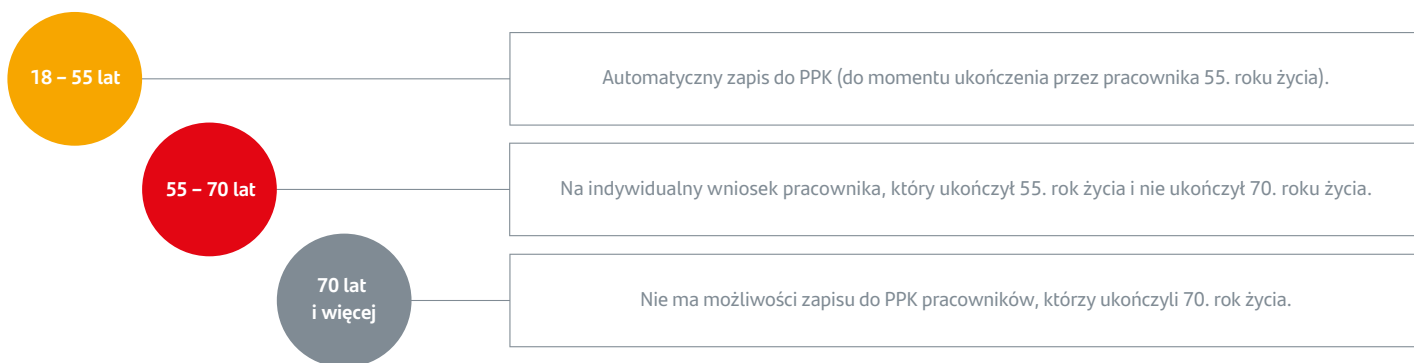 18 – 55 lat
Automatyczny zapis do PPK (do momentu ukończenia przez pracownika 55. roku życia).
55 – 70 lat
Na indywidualny wniosek pracownika, który ukończył 55. rok życia i nie ukończył 70. roku życia.
70 lat
i więcej
Nie ma możliwości zapisu do PPK pracowników, którzy ukończyli 70. rok życia.